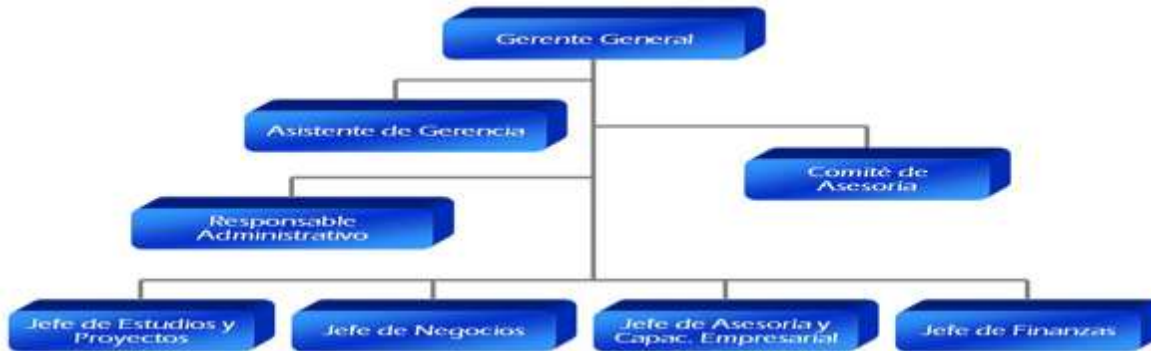 Gerente General
Asistente de Gerencia
Comité de
Asesoría
Responsable
Administrativo
Jefe de Estudios y
Proyectos
Jefe de Negocios
Jefe de Asesoría y
Capac. Empresarial
Jefe de Finanzas